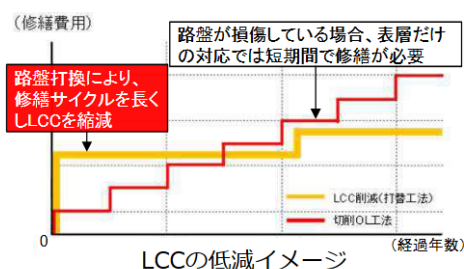 （修繕費用）
路盤が損傷している場合、表層だけ
の対応では短期間で修繕が必要
路盤打換により、
修繕サイクルを長く
しLCCを縮減
LCC削減(打替工法)
切削OL工法
0
（経過年数）
LCCの低減イメージ